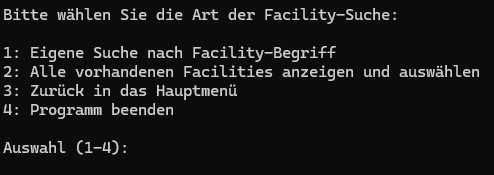 Bitte wählen Sie die Art der Facility-Suche:
1: Eigene Suche nach Facility-Begriff
2: Alle vorhandenen Facilities anzeigen und auswählen
3: Zurück in das Hauptmenü
4: Programm beenden
Auswahl (1-4):